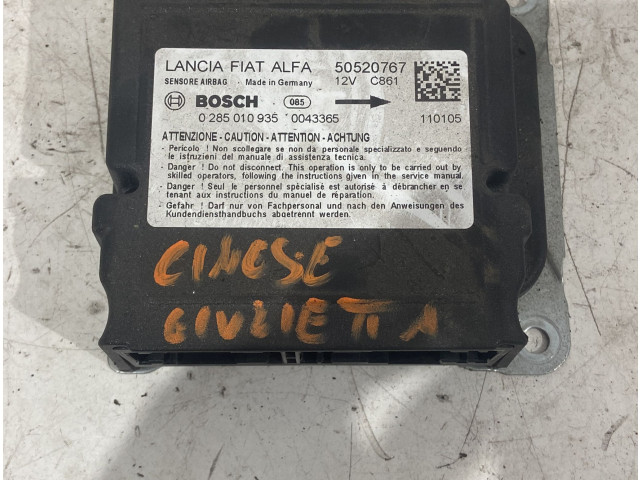 LANCIA FIAT ALFA 50520767
SENSORE AIRBAG - Made in Germany 12V C861
BOSCH 085
0 285 010 935 0043365 110105
ATTENZIONE - CAUTION - ATTENTION - ACHTUNG
- Pericolo ! Non scollegare se non da personale specializzato e seguendo
le istruzioni del manuale di assistenza tecnica.
- Danger ! Do not disconnect. This operation is only to be carried out by
skilled operators, following the instructions given in the service manual.
- Danger ! Seul le personnel spécialisé est autorisé à débrancher en se
tenant aux instructions du manuel de réparation.
- Gefahr ! Darf nur von Fachpersonal und nach den Anweisungen des
Kundendiensthandbuchs abgetrennt werden.
CINESE
GIULIETTA